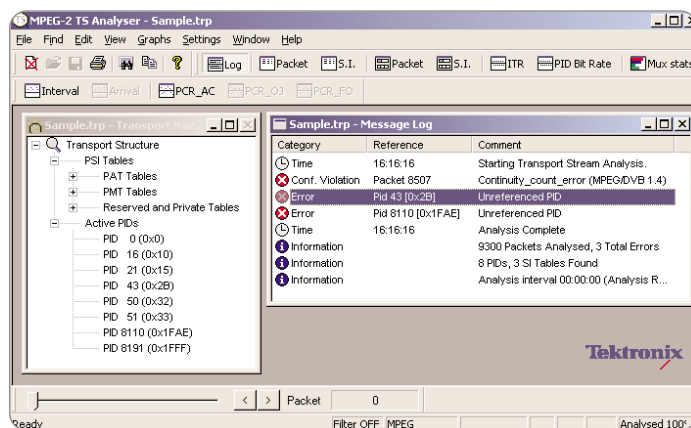 MPEG-2 TS Analyser - Sample.trp
File Find Edit View Graphs Settings Window Help
Log Packet S.I. Packet S.I. ITR PID Bit Rate Mux stats
Interval Arrival PCR_AC PCR_OJ PCR_FO
Sample.trp - Transport Nav...
Transport Structure
PSI Tables
PAT Tables
PMT Tables
Reserved and Private Tables
Active PIDs
PID 0 (0x0)
PID 16 (0x10)
PID 21 (0x15)
PID 43 (0x2B)
PID 50 (0x32)
PID 51 (0x33)
PID 8110 (0x1FAE)
PID 8191 (0x1FFF)
Sample.trp - Message Log
Category Reference Comment
Time 16:16:16 Starting Transport Stream Analysis.
Conf. Violation Packet 8507 Continuity_count_error (MPEG/DVB 1.4)
Error Pid 43 [0x2B] Unreferenced PID
Error Pid 8110 [0x1FAE] Unreferenced PID
Time 16:16:16 Analysis Complete
Information 9300 Packets Analysed, 3 Total Errors
Information 8 PIDs, 3 SI Tables Found
Information Analysis interval 00:00:00 (Analysis R...
Tektronix
Packet 0
Ready Filter OFF MPEG Analysed 100%